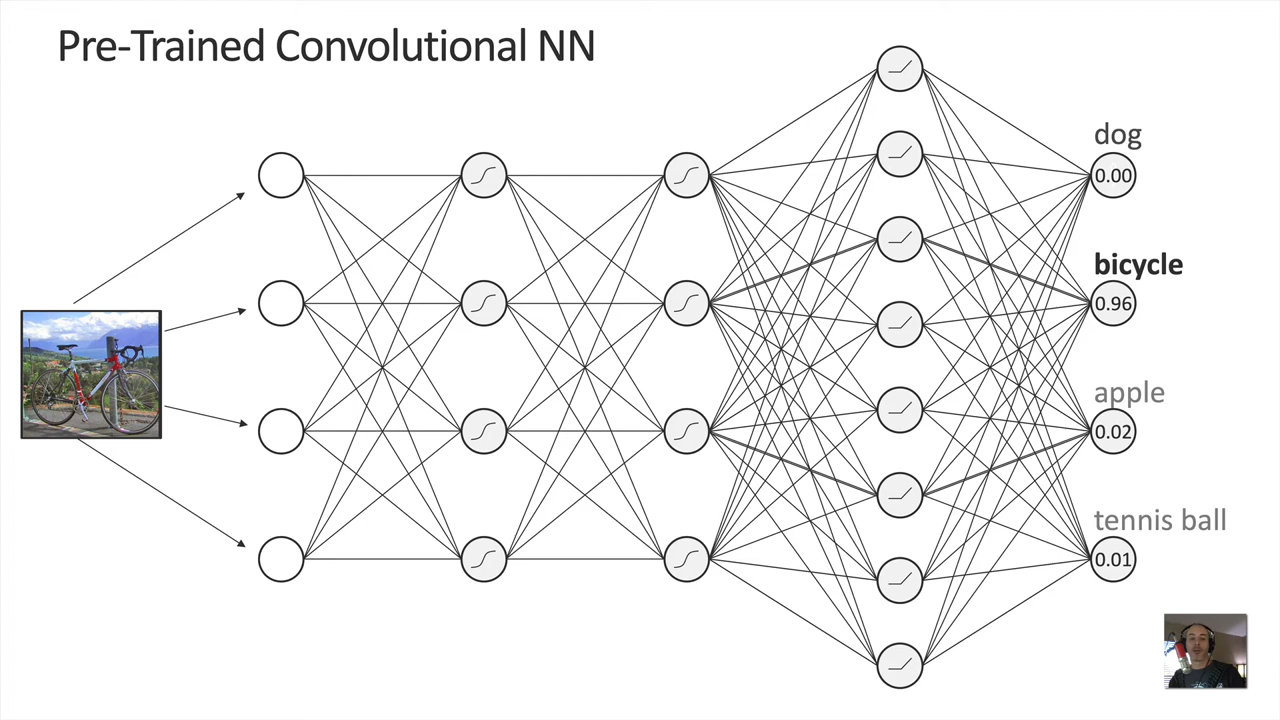 Pre-Trained Convolutional NN
dog
0.00
bicycle
0.96
apple
0.02
tennis ball
0.01